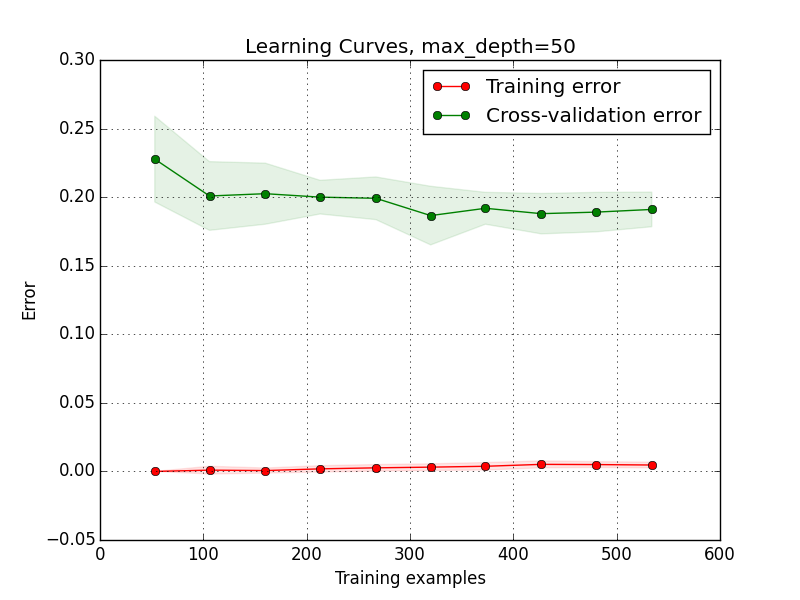 Learning Curves, max_depth=50
Training error
Cross-validation error
0.30
0.25
0.20
0.15
0.10
0.05
0.00
−0.05
Error
0 100 200 300 400 500 600
Training examples